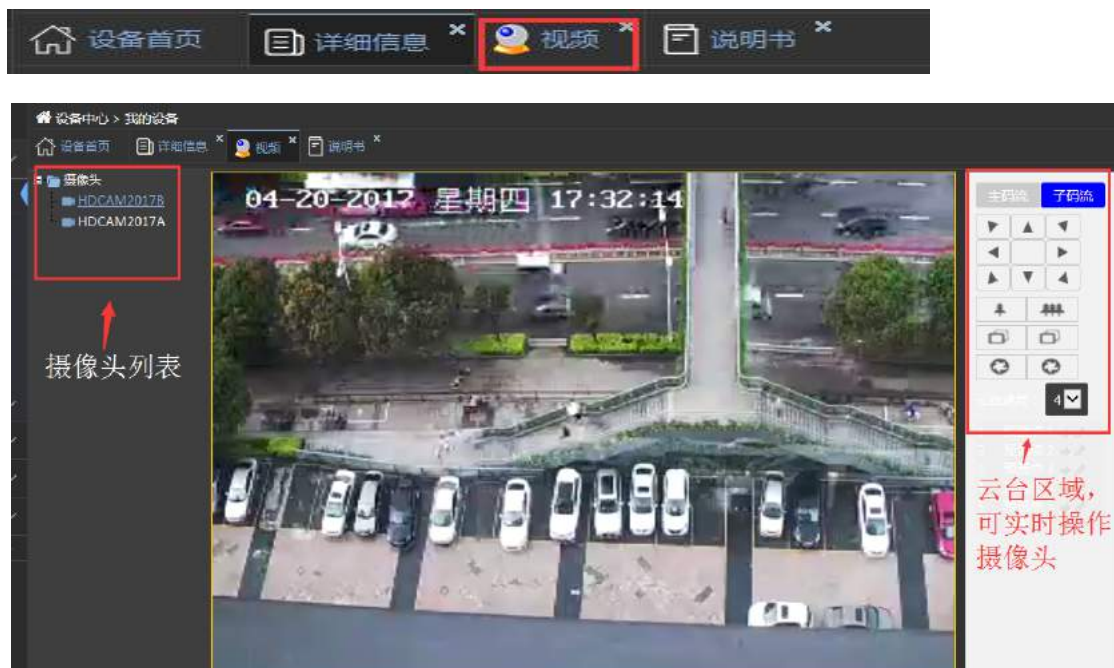 设备首页 详细信息 视频 说明书
设备中心 > 我的设备
设备首页 详细信息 视频 说明书
摄像头
HDCAM2017B
HDCAM2017A
摄像头列表
04-20-2017 星期四 17:32:14
主码流 子码流
4
云台区域，
可实时操作
摄像头